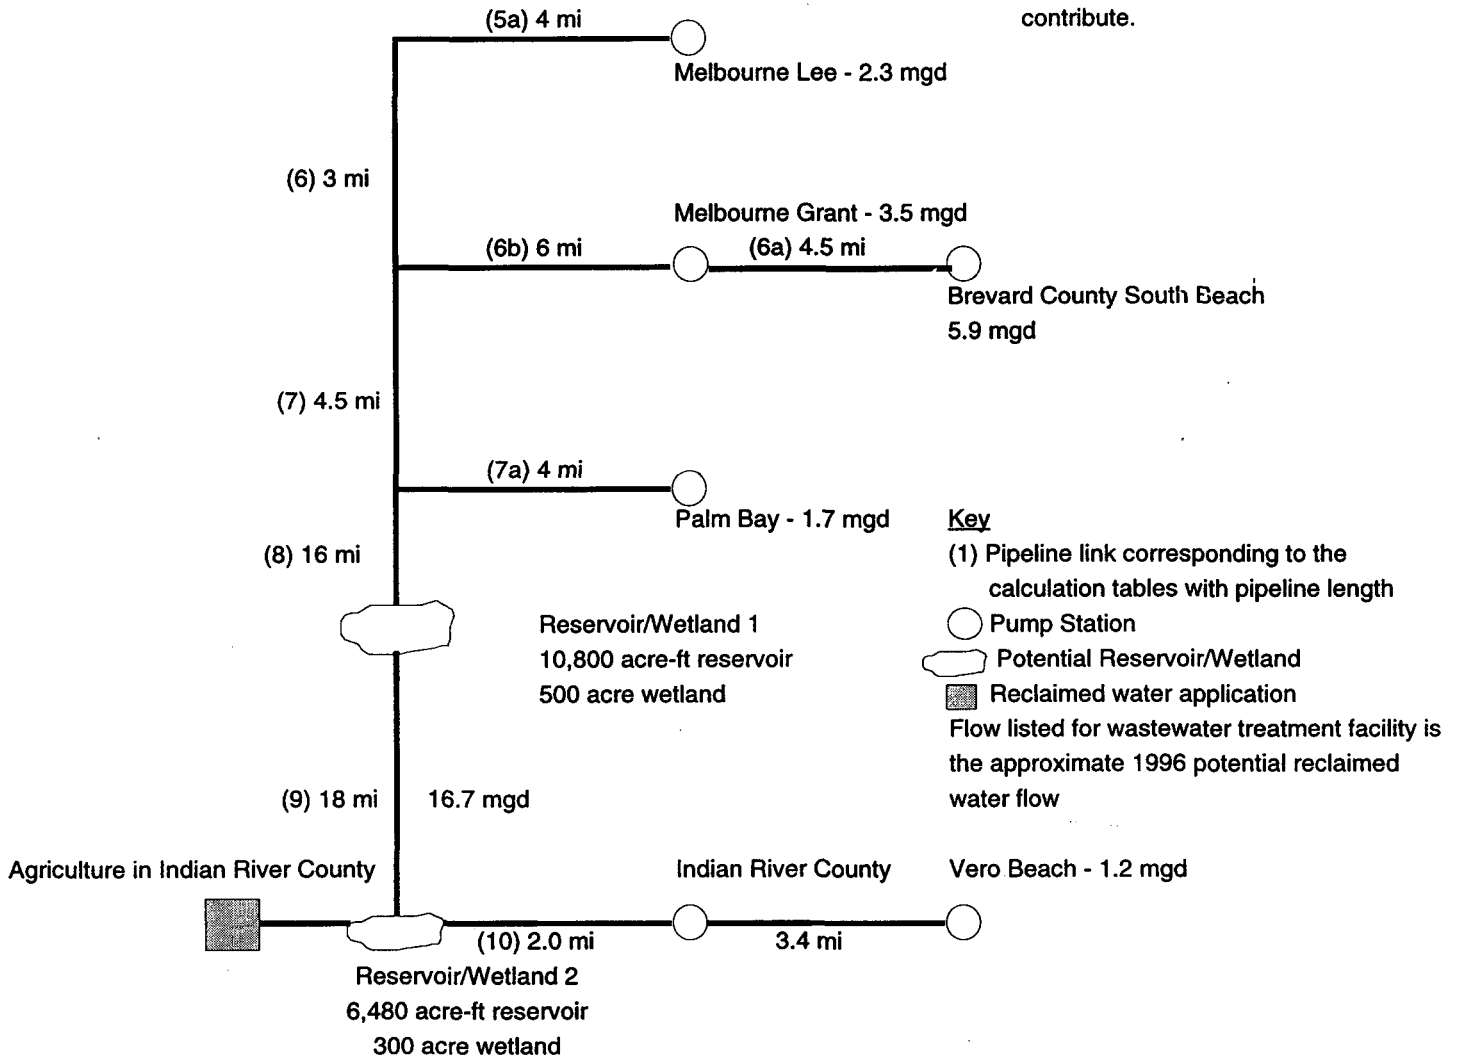 (5a) 4 mi
contribute.
Melbourne Lee - 2.3 mgd
(6) 3 mi
Melbourne Grant - 3.5 mgd
(6b) 6 mi
(6a) 4.5 mi
Brevard County South Beach
5.9 mgd
(7) 4.5 mi
(7a) 4 mi
Palm Bay - 1.7 mgd
(8) 16 mi
Key
(1) Pipeline link corresponding to the
calculation tables with pipeline length
Pump Station
Potential Reservoir/Wetland
Reclaimed water application
Flow listed for wastewater treatment facility is
the approximate 1996 potential reclaimed
water flow
Reservoir/Wetland 1
10,800 acre-ft reservoir
500 acre wetland
(9) 18 mi
16.7 mgd
Agriculture in Indian River County
Indian River County
Vero Beach - 1.2 mgd
(10) 2.0 mi
3.4 mi
Reservoir/Wetland 2
6,480 acre-ft reservoir
300 acre wetland